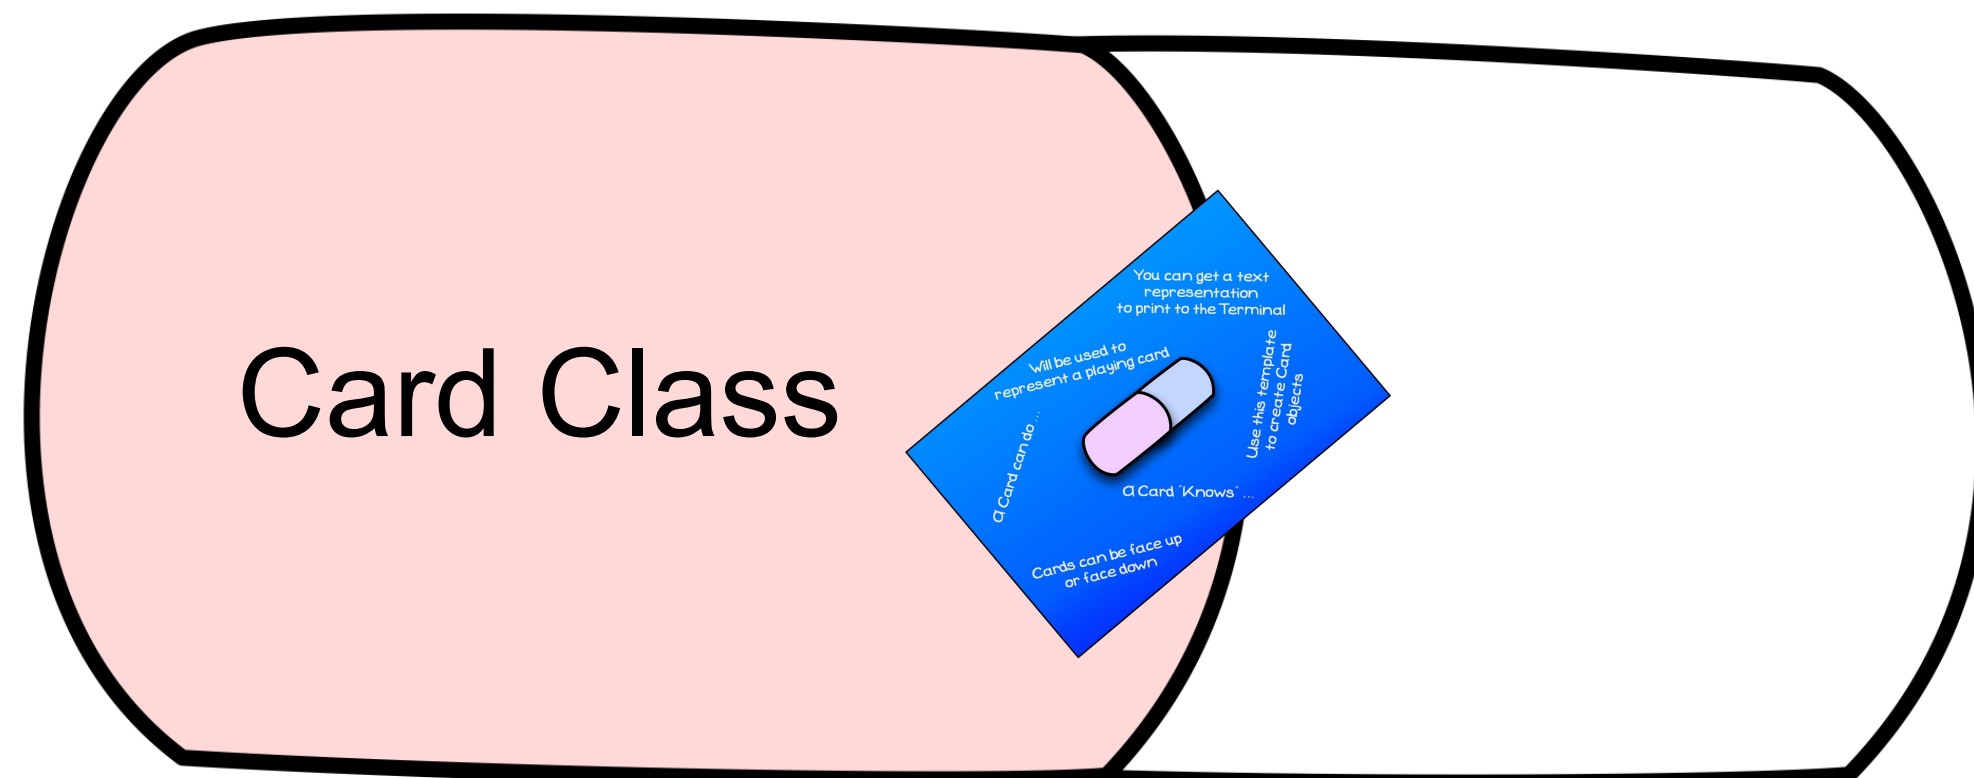 Card Class
You can get a text
representation
to print to the Terminal
Will be used to
represent a playing card
Use this template
to create Card
objects
A Card can do ...
A Card "Knows" ...
Cards can be face up
or face down